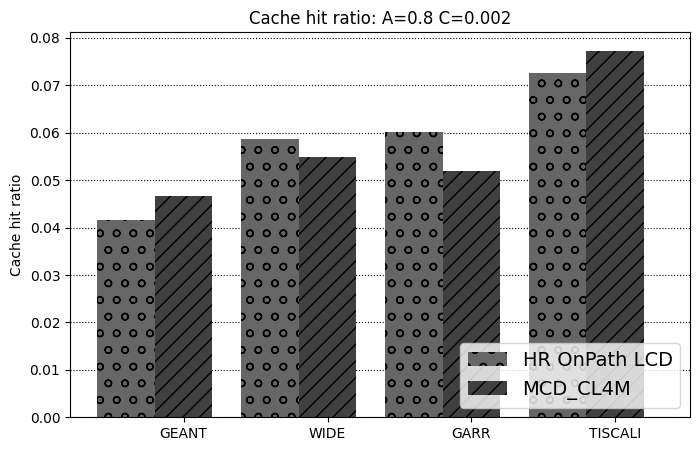 Cache hit ratio: A=0.8 C=0.002
0.08
0.07
0.06
0.05
0.04
0.03
0.02
0.01
0.00
Cache hit ratio
GEANT WIDE GARR TISCALI
HR OnPath LCD
MCD_CL4M